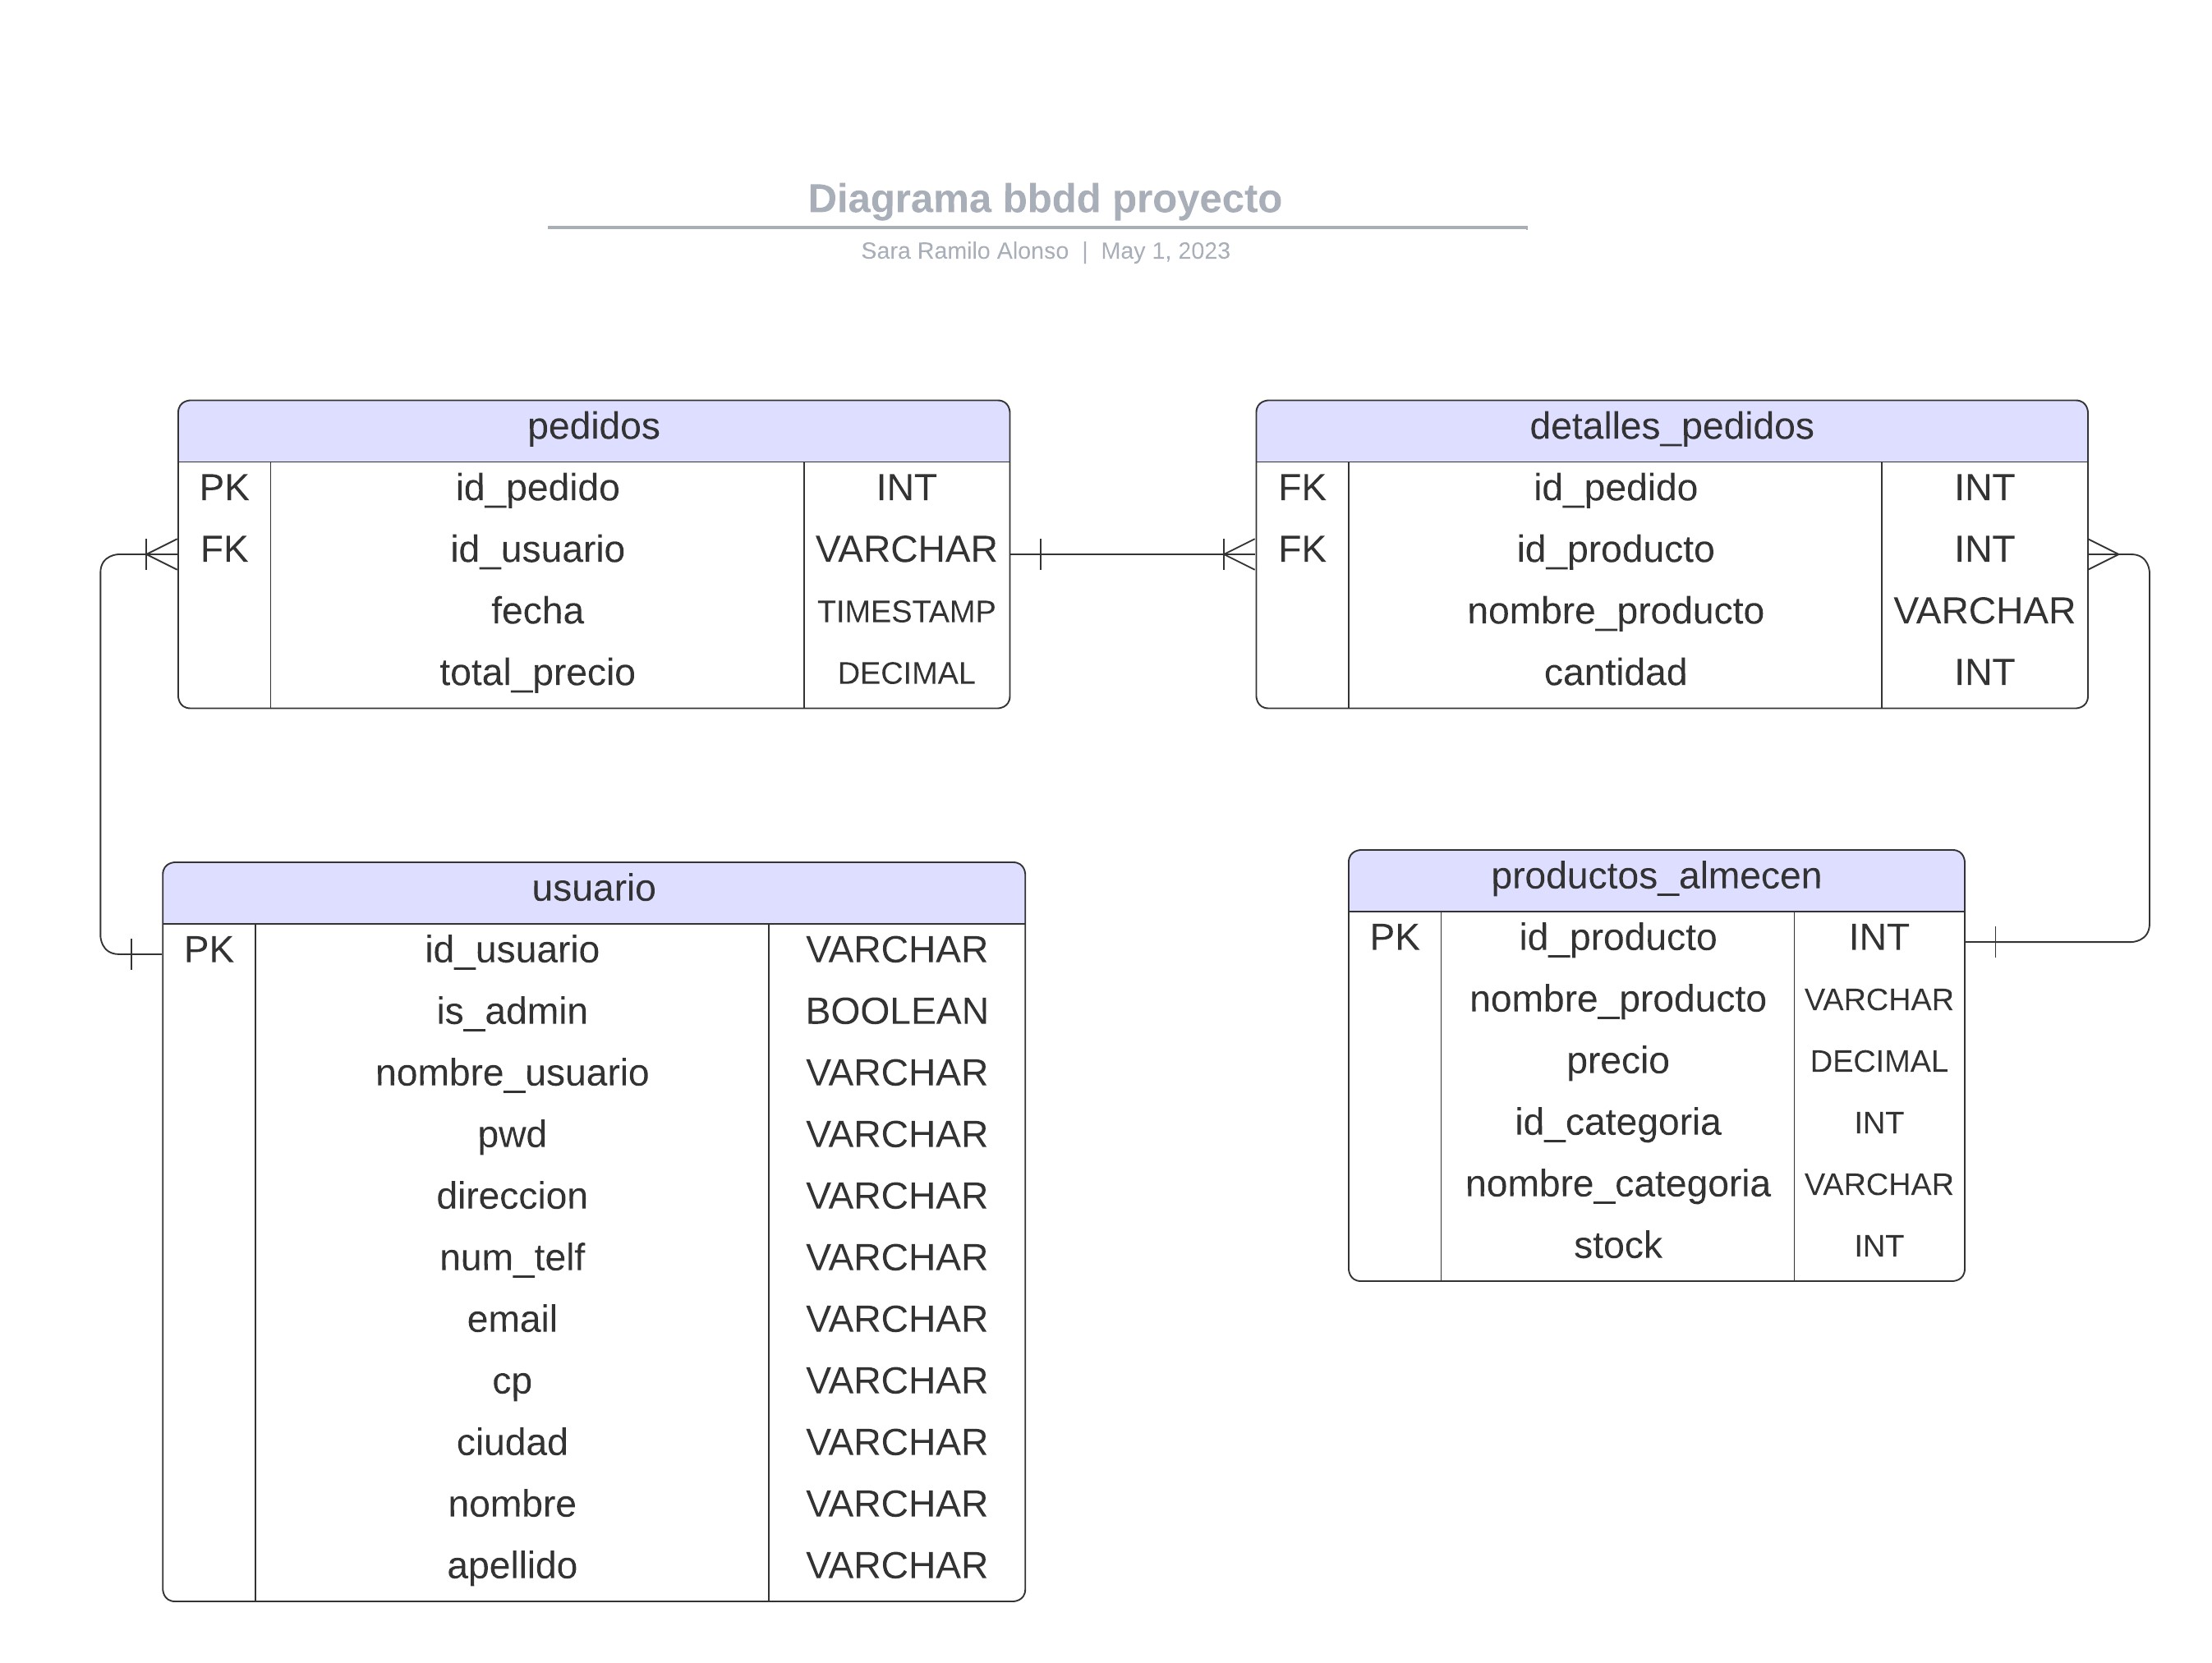 Diagrama bbdd proyecto
Sara Ramilo Alonso | May 1, 2023
pedidos
PK id_pedido INT
FK id_usuario VARCHAR
fecha TIMESTAMP
total_precio DECIMAL
detalles_pedidos
FK id_pedido INT
FK id_producto INT
nombre_producto VARCHAR
cantidad INT
usuario
PK id_usuario VARCHAR
is_admin BOOLEAN
nombre_usuario VARCHAR
pwd VARCHAR
direccion VARCHAR
num_telf VARCHAR
email VARCHAR
cp VARCHAR
ciudad VARCHAR
nombre VARCHAR
apellido VARCHAR
productos_almecen
PK id_producto INT
nombre_producto VARCHAR
precio DECIMAL
id_categoria INT
nombre_categoria VARCHAR
stock INT